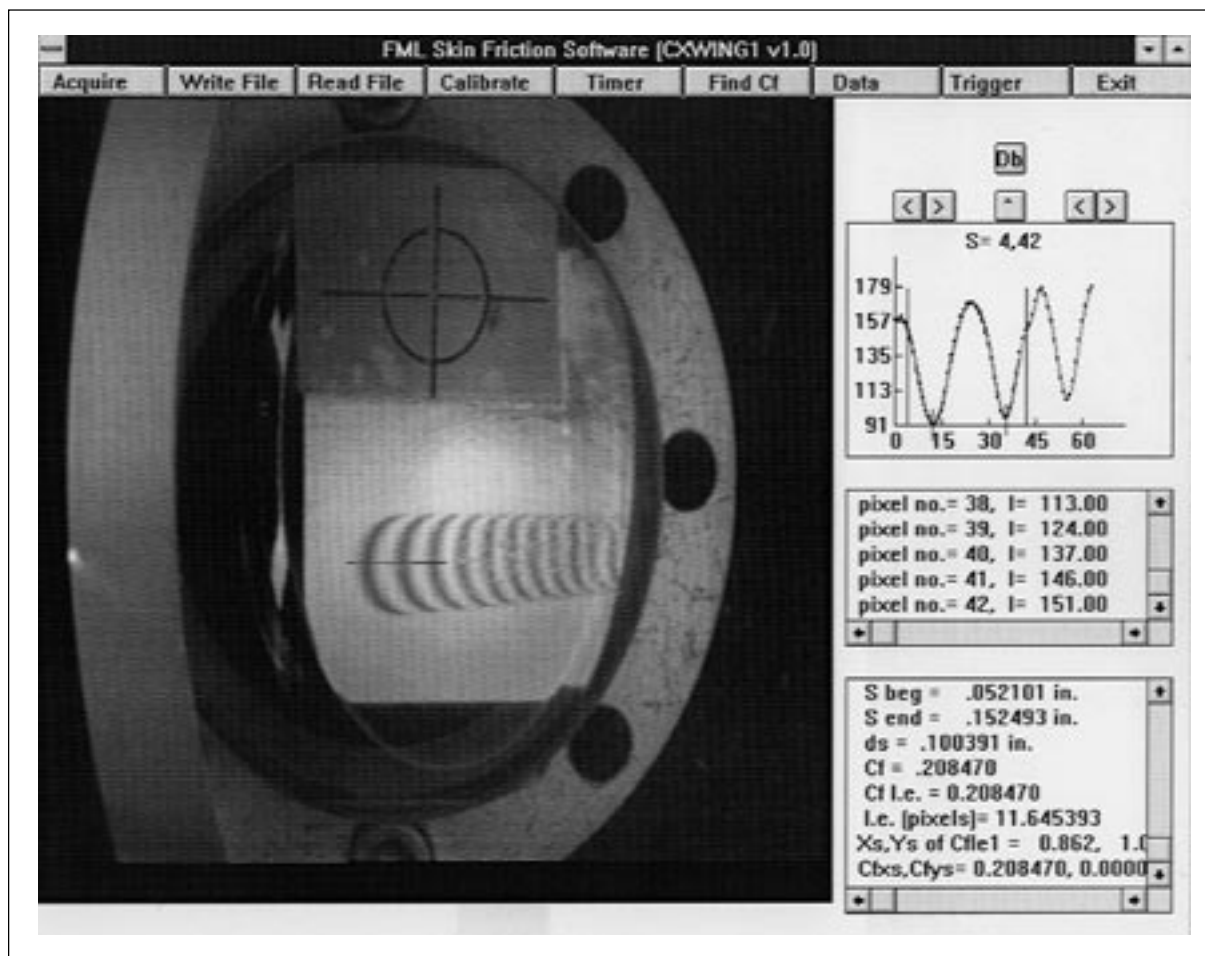 FML Skin Friction Software (CXWING1 v1.0)
Acquire Write File Read File Calibrate Timer Find Cf Data Trigger Exit
Db
< > ^ < >
S= 4,42
179
157
135
113
91
0 15 30 45 60
pixel no.= 38, I= 113.00
pixel no.= 39, I= 124.00
pixel no.= 40, I= 137.00
pixel no.= 41, I= 146.00
pixel no.= 42, I= 151.00
S beg = .052101 in.
S end = .152493 in.
ds = .100391 in.
Cf = .208470
Cf l.e. = 0.208470
l.e. (pixels)= 11.645393
Xs,Ys of Cfle1 = 0.862, 1.0
Cfxs,Cfys= 0.208470, 0.0000